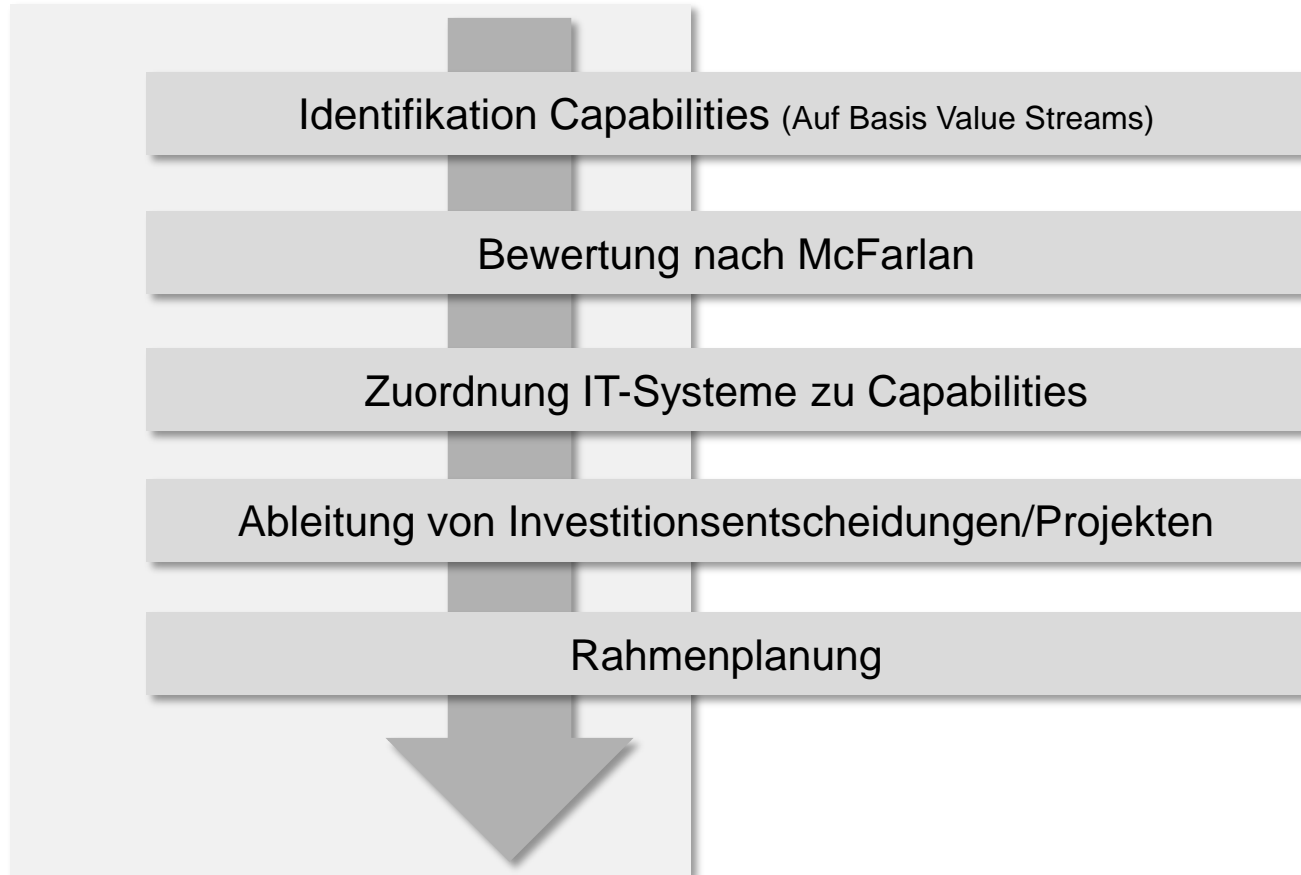 Identifikation Capabilities (Auf Basis Value Streams)
Bewertung nach McFarlan
Zuordnung IT-Systeme zu Capabilities
Ableitung von Investitionsentscheidungen/Projekten
Rahmenplanung